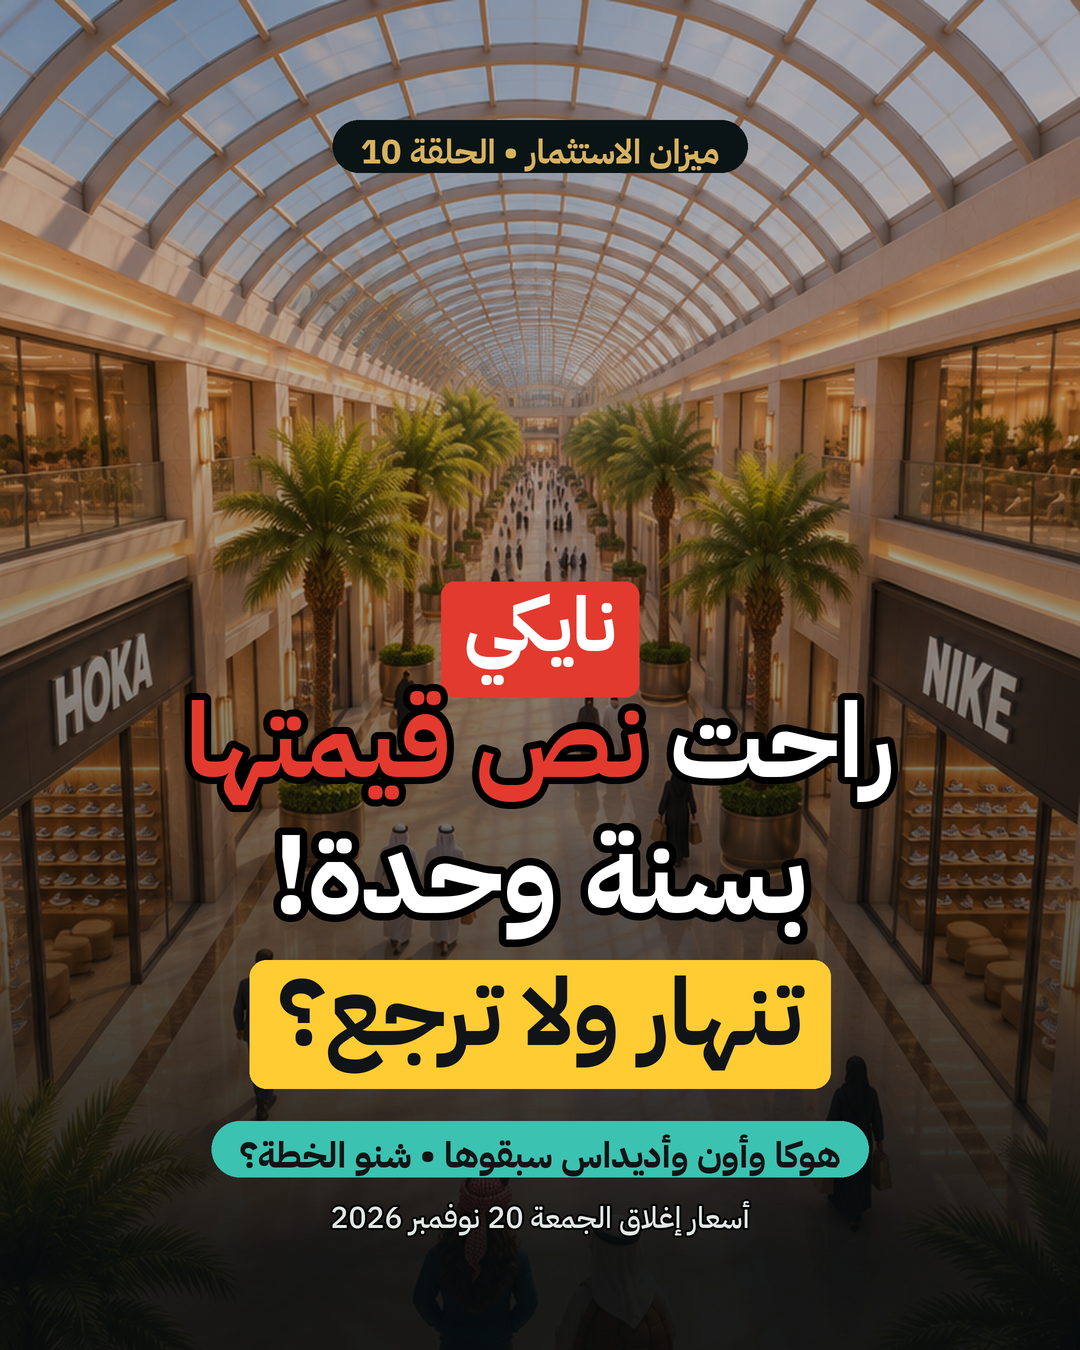 ميزان الاستثمار • الحلقة 10
نايكي
HOKA
NIKE
راحت نص قيمتها
بسنة وحدة!
تنهار ولا ترجع؟
هوكا وأون وأديداس سبقوها • شنو الخطة؟
أسعار إغلاق الجمعة 20 نوفمبر 2026